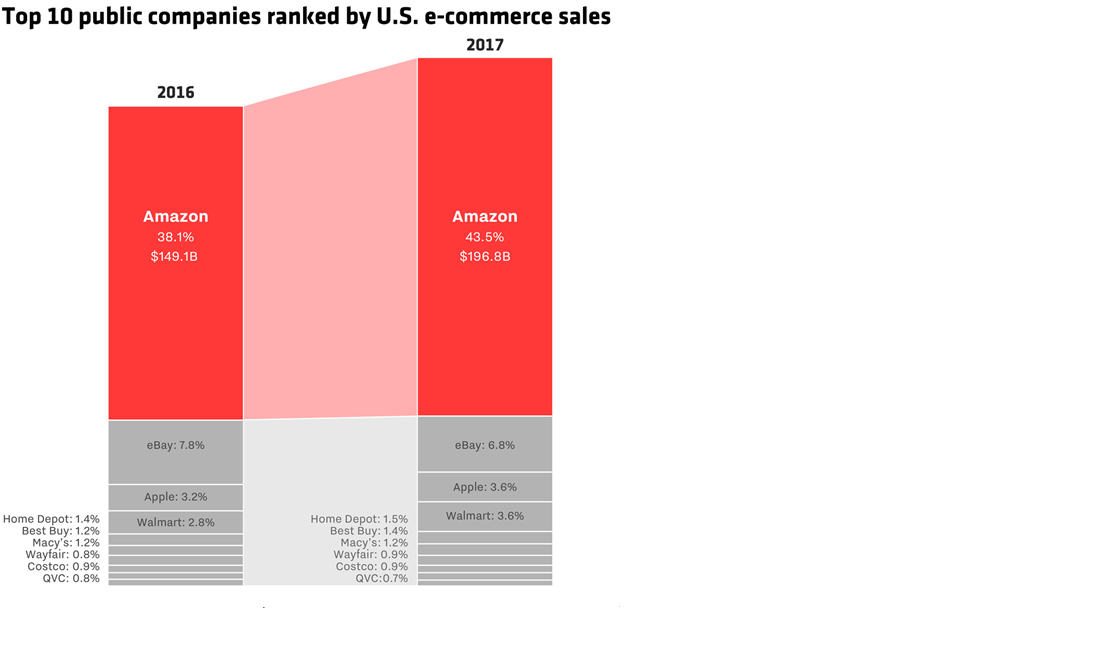 Top 10 public companies ranked by U.S. e-commerce sales
2016
Amazon
38.1%
$149.1B
eBay: 7.8%
Apple: 3.2%
Walmart: 2.8%
Home Depot: 1.4%
Best Buy: 1.2%
Macy's: 1.2%
Wayfair: 0.8%
Costco: 0.9%
QVC: 0.8%
2017
Amazon
43.5%
$196.8B
eBay: 6.8%
Apple: 3.6%
Walmart: 3.6%
Home Depot: 1.5%
Best Buy: 1.4%
Macy's: 1.2%
Wayfair: 0.9%
Costco: 0.9%
QVC:0.7%